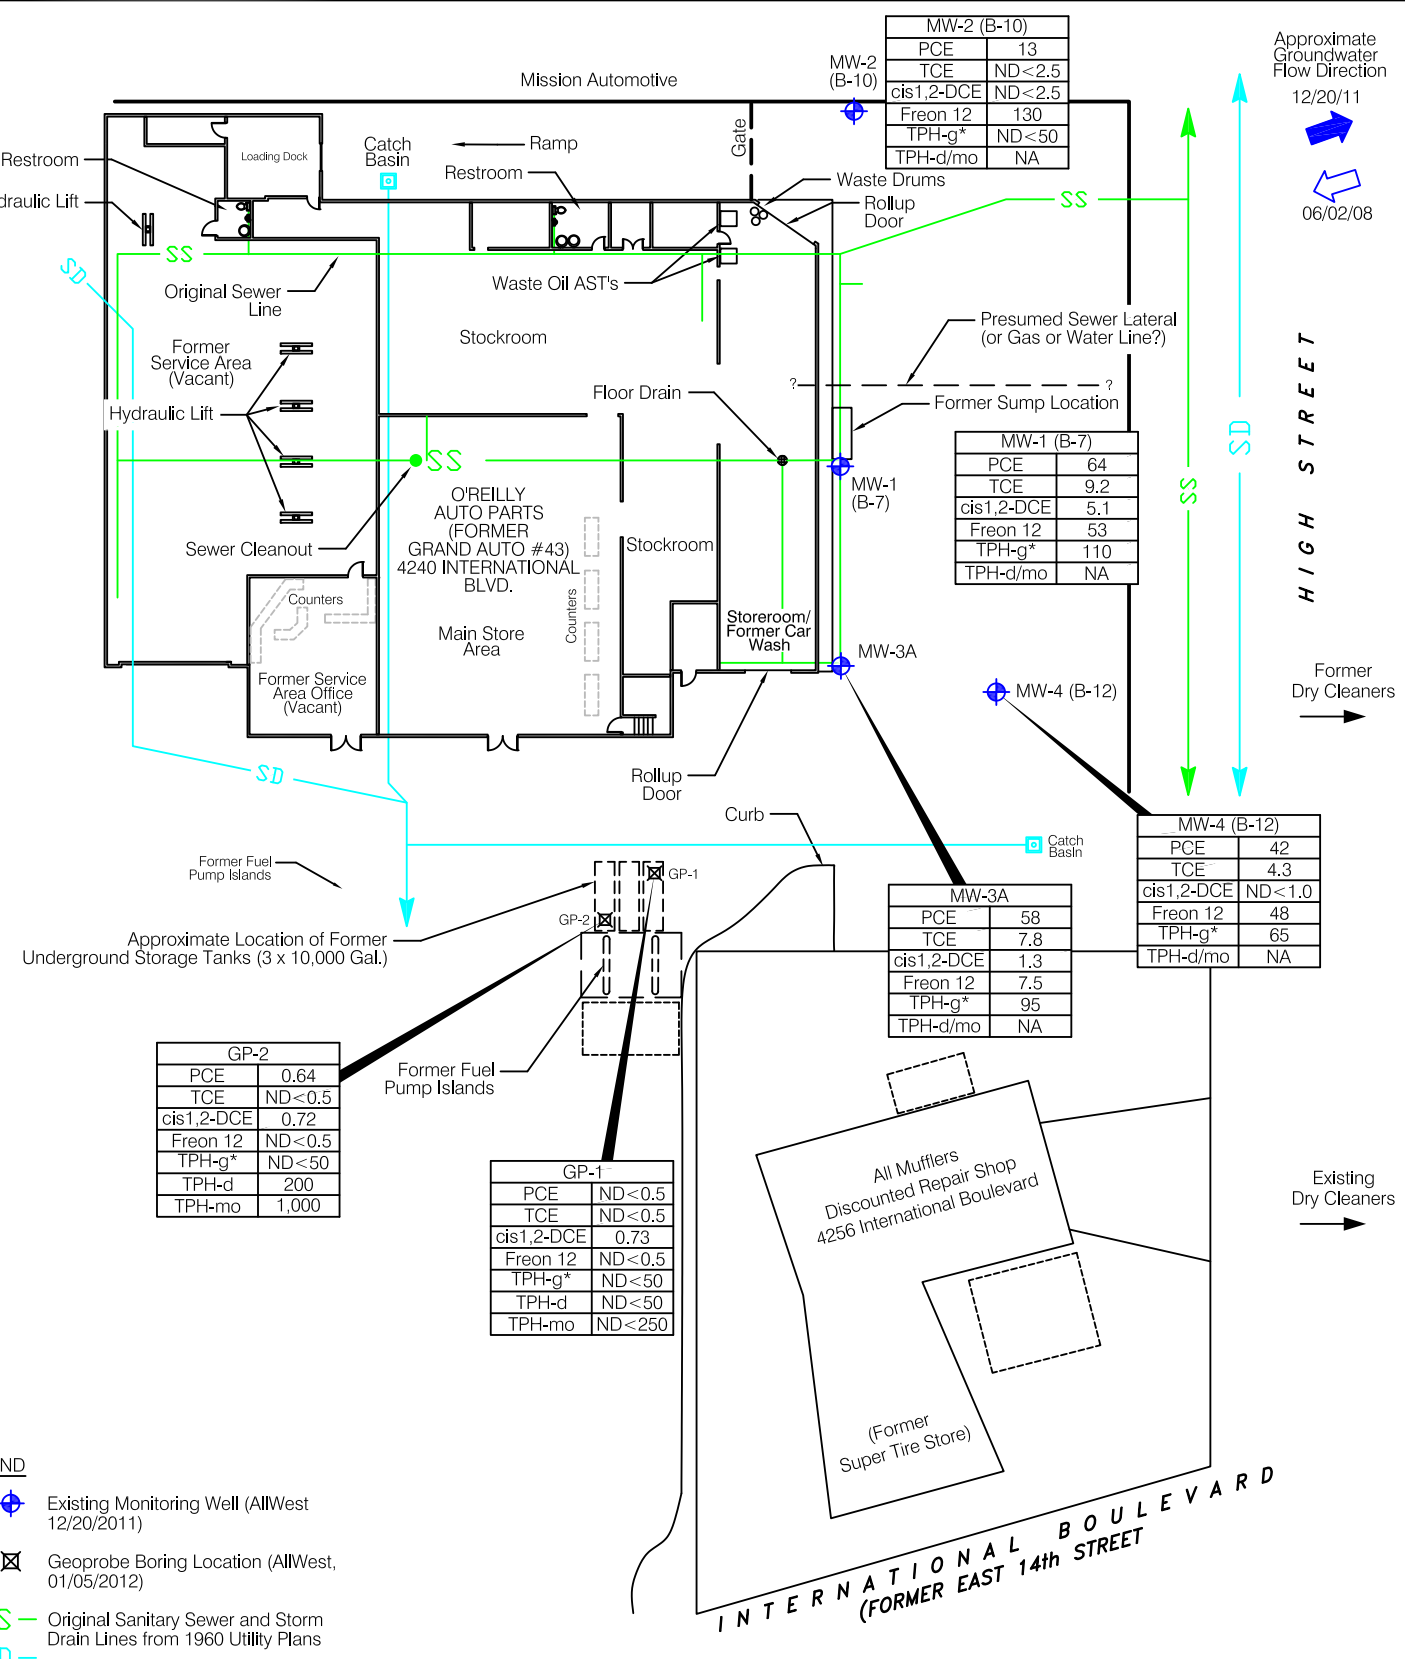 Mission Automotive
MW-2
(B-10)
MW-2 (B-10)
PCE 13
TCE ND<2.5
cis1,2-DCE ND<2.5
Freon 12 130
TPH-g* ND<50
TPH-d/mo NA
Approximate
Groundwater
Flow Direction
12/20/11
06/02/08
Restroom
draulic Lift
Loading Dock
Catch
Basin
Ramp
Restroom
Gate
Waste Drums
Rollup
Door
SS
SS
SD
Original Sewer
Line
Waste Oil AST's
Stockroom
Presumed Sewer Lateral
(or Gas or Water Line?)
? ?
Former
Service Area
(Vacant)
Hydraulic Lift
Floor Drain
Former Sump Location
SD
HIGH STREET
MW-1 (B-7)
PCE 64
TCE 9.2
cis1,2-DCE 5.1
Freon 12 53
TPH-g* 110
TPH-d/mo NA
SS
SS
MW-1
(B-7)
O'REILLY
AUTO PARTS
(FORMER
GRAND AUTO #43)
4240 INTERNATIONAL
BLVD.
Sewer Cleanout
Stockroom
Counters
Counters
Main Store
Area
Storeroom/
Former Car
Wash
MW-3A
Former Service
Area Office
(Vacant)
MW-4 (B-12)
Former
Dry Cleaners
SD
Rollup
Door
Curb
Catch
Basin
MW-4 (B-12)
PCE 42
TCE 4.3
cis1,2-DCE ND<1.0
Freon 12 48
TPH-g* 65
TPH-d/mo NA
Former Fuel
Pump Islands
GP-1
GP-2
MW-3A
PCE 58
TCE 7.8
cis1,2-DCE 1.3
Freon 12 7.5
TPH-g* 95
TPH-d/mo NA
Approximate Location of Former
Underground Storage Tanks (3 x 10,000 Gal.)
GP-2
PCE 0.64
TCE ND<0.5
cis1,2-DCE 0.72
Freon 12 ND<0.5
TPH-g* ND<50
TPH-d 200
TPH-mo 1,000
Former Fuel
Pump Islands
GP-1
PCE ND<0.5
TCE ND<0.5
cis1,2-DCE 0.73
Freon 12 ND<0.5
TPH-g* ND<50
TPH-d ND<50
TPH-mo ND<250
All Mufflers
Discounted Repair Shop
4256 International Boulevard
(Former
Super Tire Store)
Existing
Dry Cleaners
INTERNATIONAL BOULEVARD
(FORMER EAST 14th STREET
ND
Existing Monitoring Well (AllWest
12/20/2011)
Geoprobe Boring Location (AllWest,
01/05/2012)
S
Original Sanitary Sewer and Storm
Drain Lines from 1960 Utility Plans